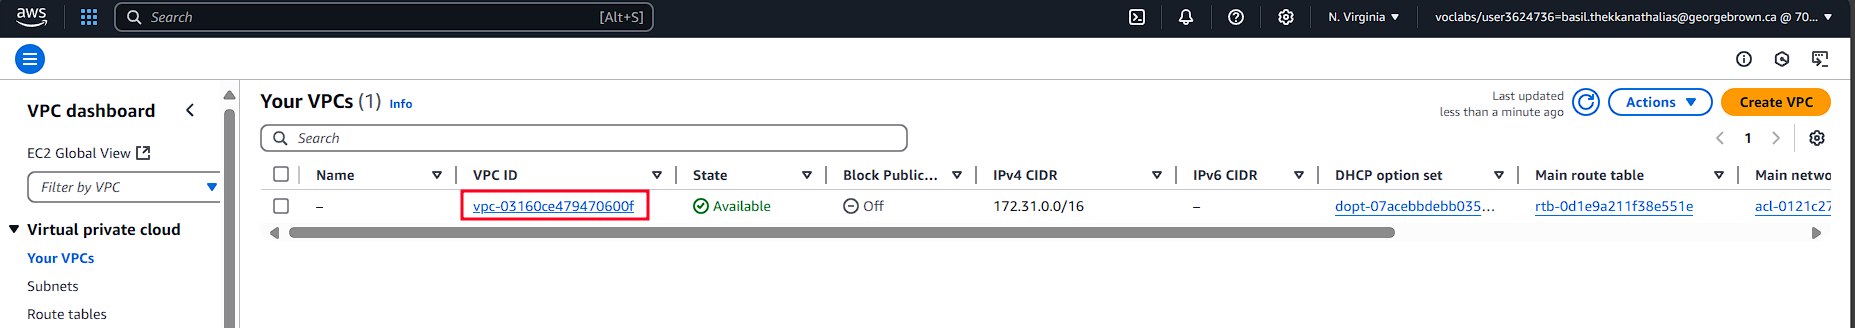 aws Search [Alt+S] N. Virginia voclabs/user3624736=basil.thekkanathalias@georgebrown.ca @ 70...
VPC dashboard
EC2 Global View
Filter by VPC
Virtual private cloud
Your VPCs
Subnets
Route tables
Your VPCs (1) Info
Last updated
less than a minute ago
Actions
Create VPC
Search
1
Name VPC ID State Block Public... IPv4 CIDR IPv6 CIDR DHCP option set Main route table Main netwo
– vpc-03160ce479470600f Available Off 172.31.0.0/16 – dopt-07acebbdebb035... rtb-0d1e9a211f38e551e acl-0121c27